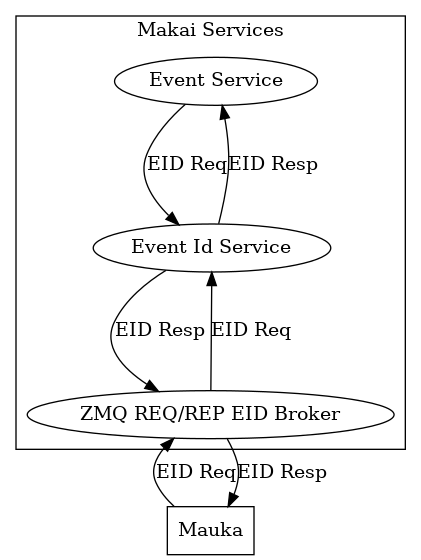 Makai Services
Event Service
EID Req
EID Resp
Event Id Service
EID Resp
EID Req
ZMQ REQ/REP EID Broker
EID Req
EID Resp
Mauka